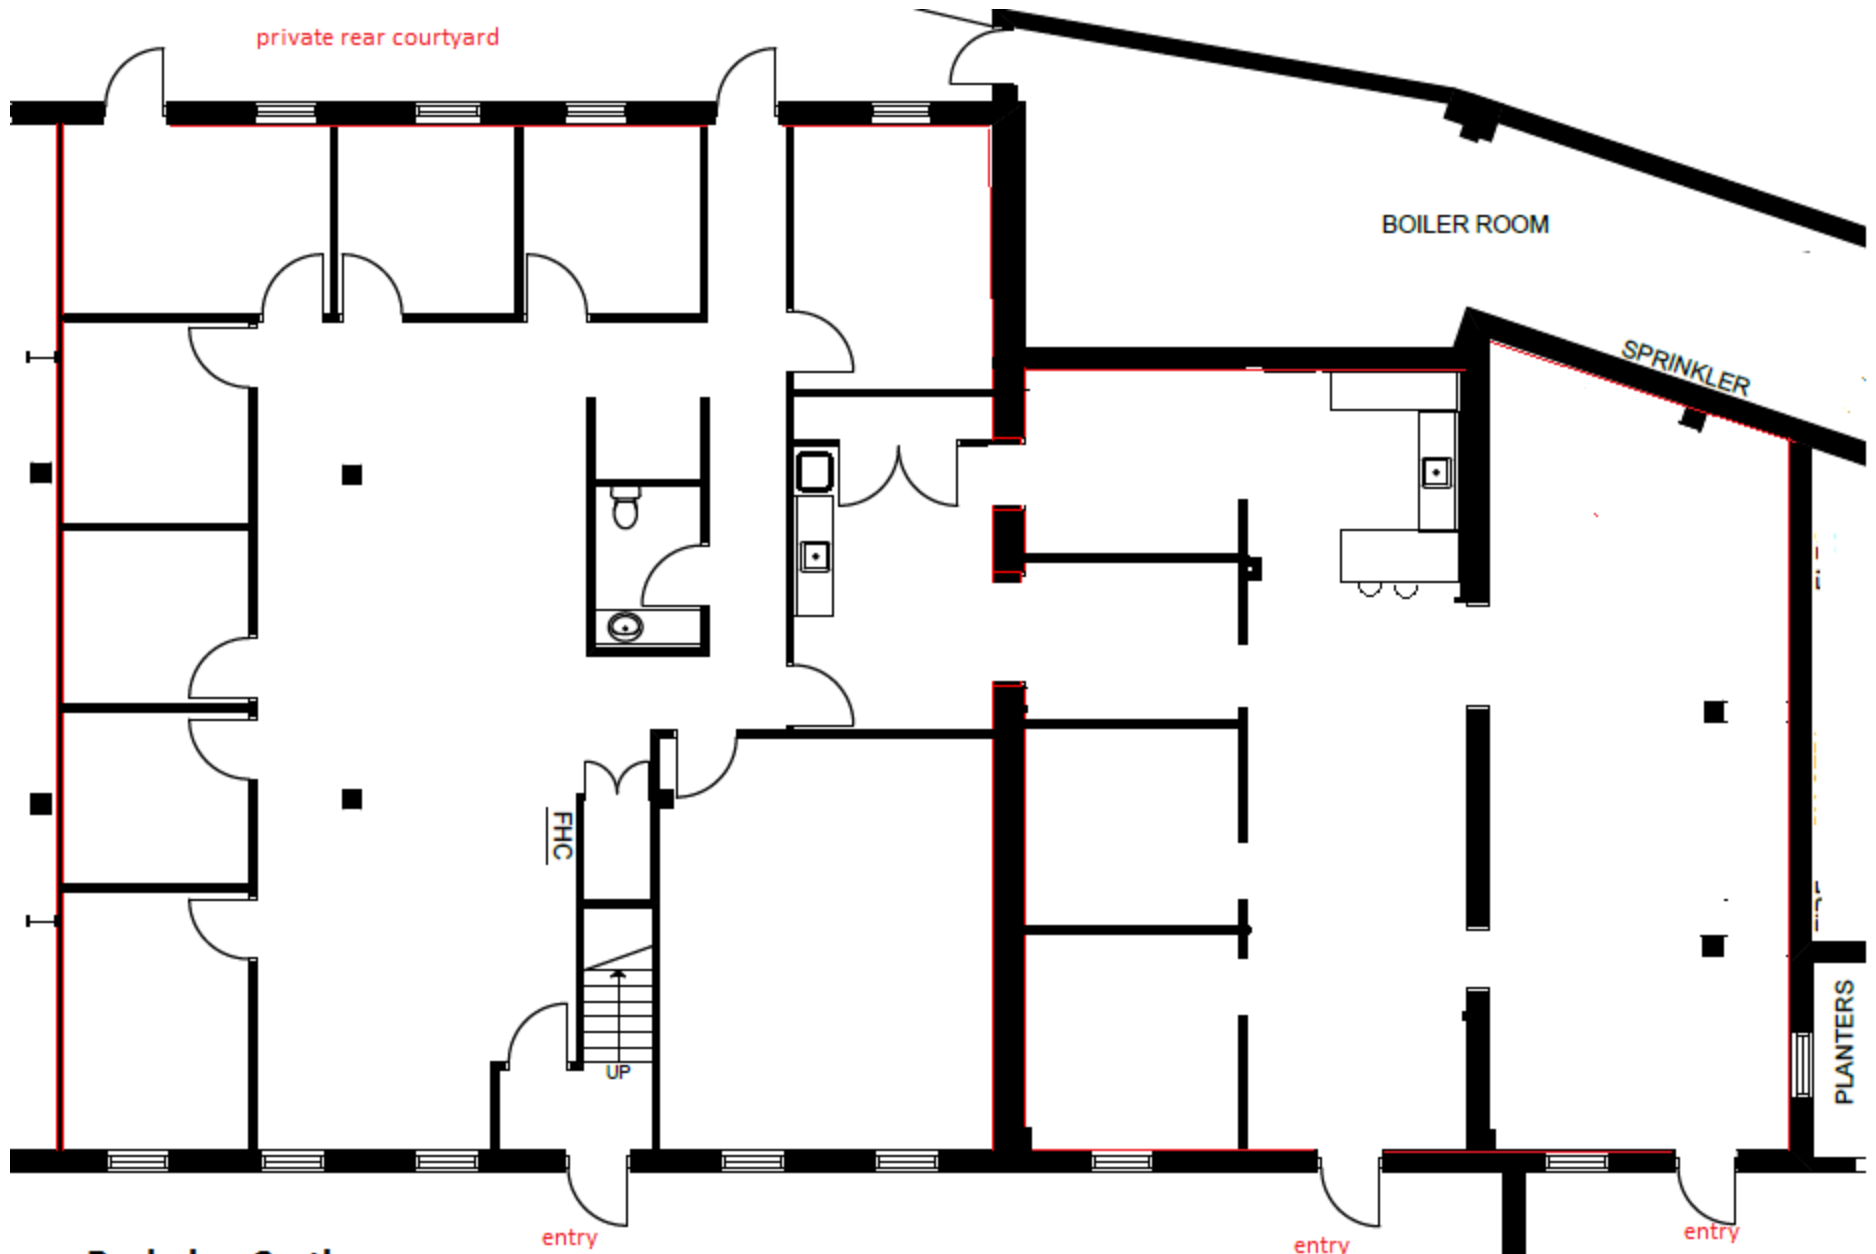 private rear courtyard
BOILER ROOM
SPRINKLER
FHC
UP
PLANTERS
entry
entry
entry